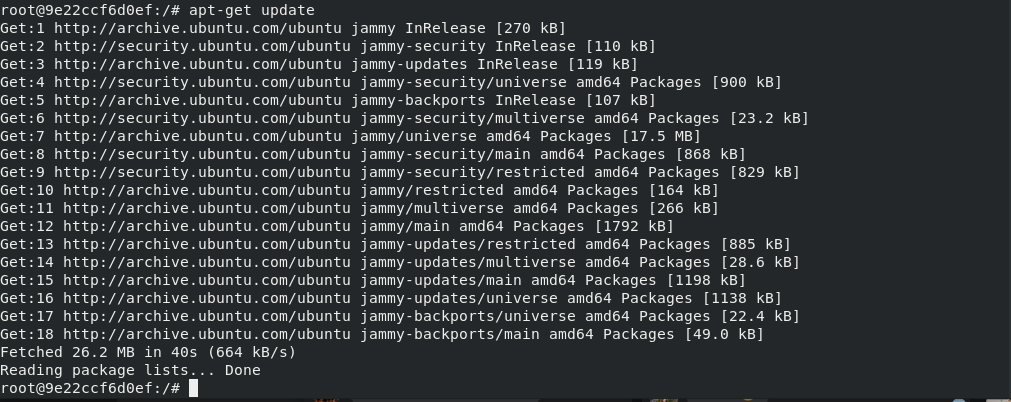 root@9e22ccf6d0ef:/# apt-get update
Get:1 http://archive.ubuntu.com/ubuntu jammy InRelease [270 kB]
Get:2 http://security.ubuntu.com/ubuntu jammy-security InRelease [110 kB]
Get:3 http://archive.ubuntu.com/ubuntu jammy-updates InRelease [119 kB]
Get:4 http://security.ubuntu.com/ubuntu jammy-security/universe amd64 Packages [900 kB]
Get:5 http://archive.ubuntu.com/ubuntu jammy-backports InRelease [107 kB]
Get:6 http://security.ubuntu.com/ubuntu jammy-security/multiverse amd64 Packages [23.2 kB]
Get:7 http://archive.ubuntu.com/ubuntu jammy/universe amd64 Packages [17.5 MB]
Get:8 http://security.ubuntu.com/ubuntu jammy-security/main amd64 Packages [868 kB]
Get:9 http://security.ubuntu.com/ubuntu jammy-security/restricted amd64 Packages [829 kB]
Get:10 http://archive.ubuntu.com/ubuntu jammy/restricted amd64 Packages [164 kB]
Get:11 http://archive.ubuntu.com/ubuntu jammy/multiverse amd64 Packages [266 kB]
Get:12 http://archive.ubuntu.com/ubuntu jammy/main amd64 Packages [1792 kB]
Get:13 http://archive.ubuntu.com/ubuntu jammy-updates/restricted amd64 Packages [885 kB]
Get:14 http://archive.ubuntu.com/ubuntu jammy-updates/multiverse amd64 Packages [28.6 kB]
Get:15 http://archive.ubuntu.com/ubuntu jammy-updates/main amd64 Packages [1198 kB]
Get:16 http://archive.ubuntu.com/ubuntu jammy-updates/universe amd64 Packages [1138 kB]
Get:17 http://archive.ubuntu.com/ubuntu jammy-backports/universe amd64 Packages [22.4 kB]
Get:18 http://archive.ubuntu.com/ubuntu jammy-backports/main amd64 Packages [49.0 kB]
Fetched 26.2 MB in 40s (664 kB/s)
Reading package lists... Done
root@9e22ccf6d0ef:/#